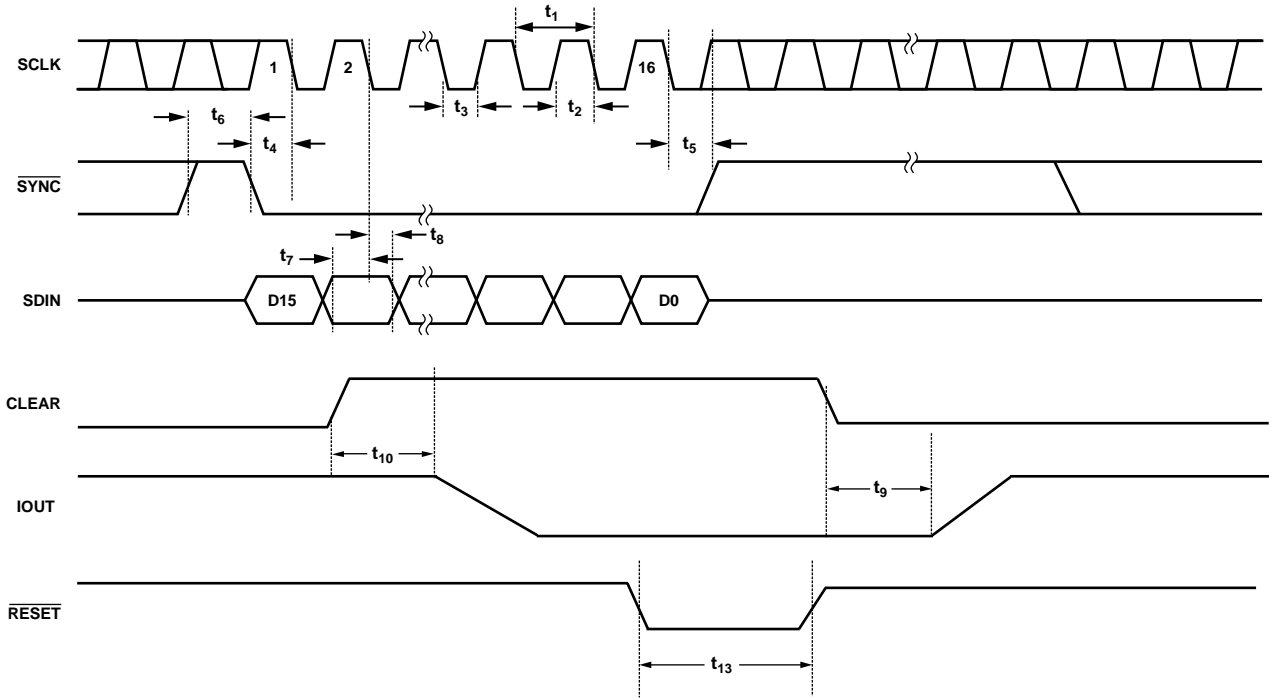 t1
SCLK
1
2
16
t3
t2
t6
t4
t5
SYNC
t8
t7
SDIN
D15
D0
CLEAR
t10
t9
IOUT
RESET
t13